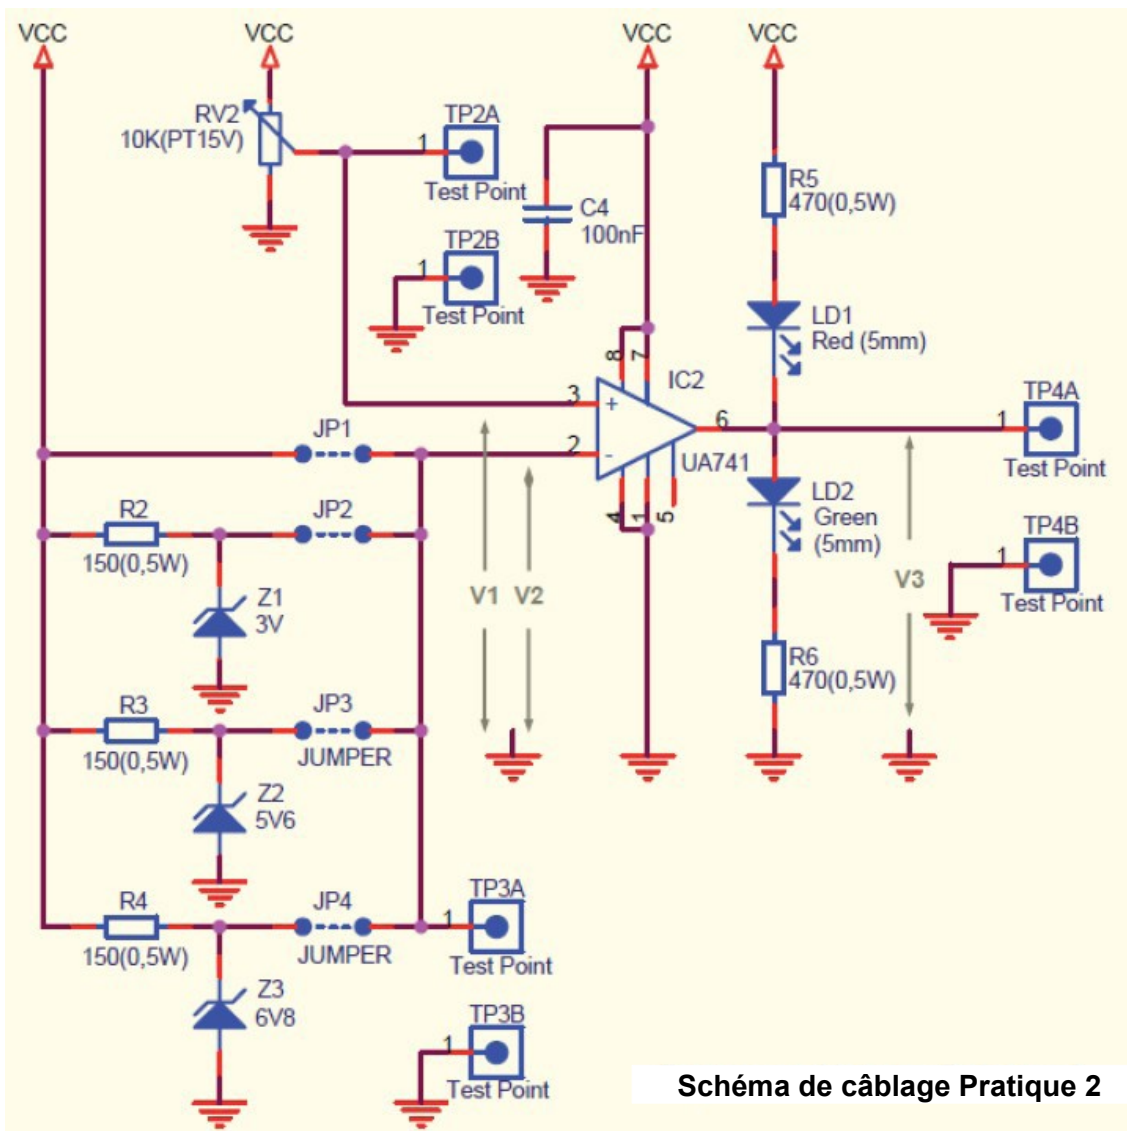 VCC
VCC
VCC
VCC
RV2
10K(PT15V)
1
TP2A
Test Point
TP2B
1
Test Point
C4
100nF
R5
470(0,5W)
LD1
Red (5mm)
8
7
IC2
3
+
2
-
6
UA741
4
1
5
TP4A
1
Test Point
JP1
R2
150(0,5W)
JP2
Z1
3V
V1
V2
LD2
Green
(5mm)
V3
TP4B
1
Test Point
R6
470(0,5W)
R3
150(0,5W)
JP3
JUMPER
Z2
5V6
R4
150(0,5W)
JP4
JUMPER
TP3A
1
Test Point
Z3
6V8
TP3B
1
Test Point
Schéma de câblage Pratique 2